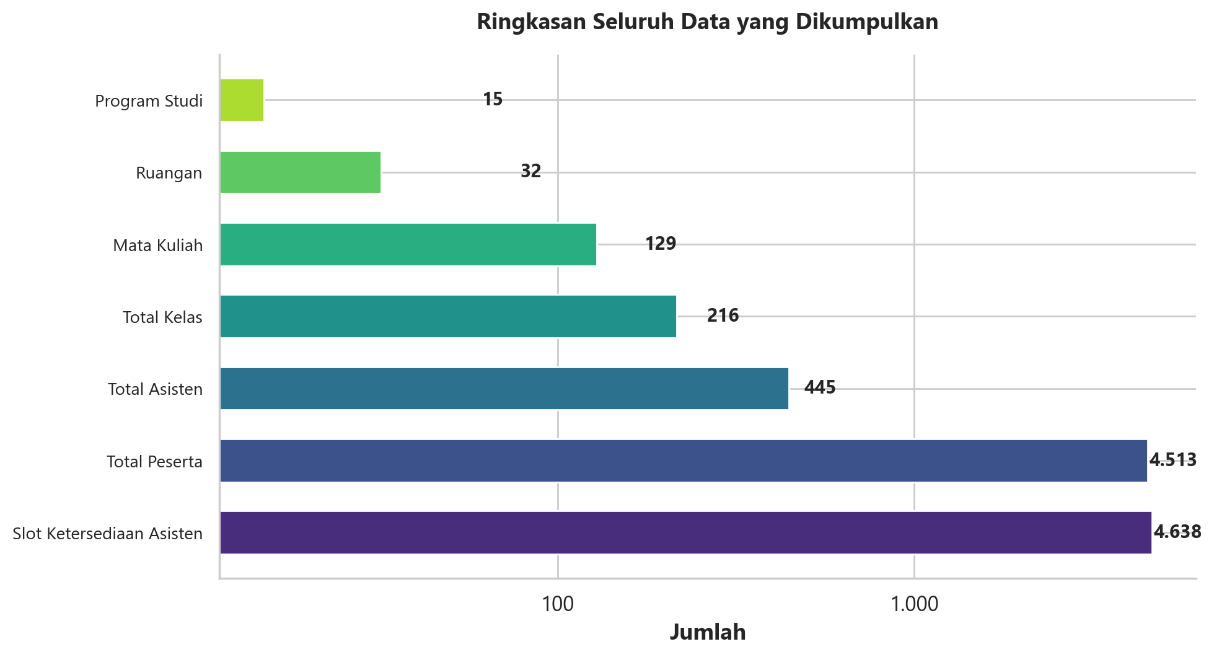 Ringkasan Seluruh Data yang Dikumpulkan
Program Studi 15
Ruangan 32
Mata Kuliah 129
Total Kelas 216
Total Asisten 445
Total Peserta 4.513
Slot Ketersediaan Asisten 4.638
100 1.000
Jumlah